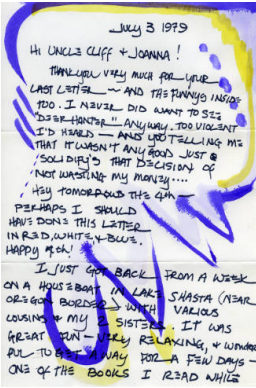 JULY 3 1979
HI UNCLE CLIFF & JOANNA!
THANKYOU VERY MUCH FOR YOUR
LAST LETTER - AND THE FUNNYS INSIDE
TOO. I NEVER DID WANT TO SEE
"DEERHUNTER" ANYWAY. TOO VIOLENT
I'D HEARD - AND YOU TELLING ME
THAT IT WASN'T ANY GOOD JUST
SOLIDIFY'S THAT DECISION OF
NOT WASTING MY MONEY....
HEY TOMORROW THE 4TH -
PERHAPS I SHOULD
HAVE DONE THIS LETTER
IN RED, WHITE & BLUE.
HAPPY 4TH!
I JUST GOT BACK FROM A WEEK
ON A HOUSEBOAT IN LAKE SHASTA (NEAR
OREGON BORDER) WITH VARIOUS
COUSINS & MY 2 SISTERS. IT WAS
GREAT FUN - VERY RELAXING, & WONDER
FUL TO GET AWAY FOR A FEW DAYS -
ONE OF THE BOOKS I READ WHILE